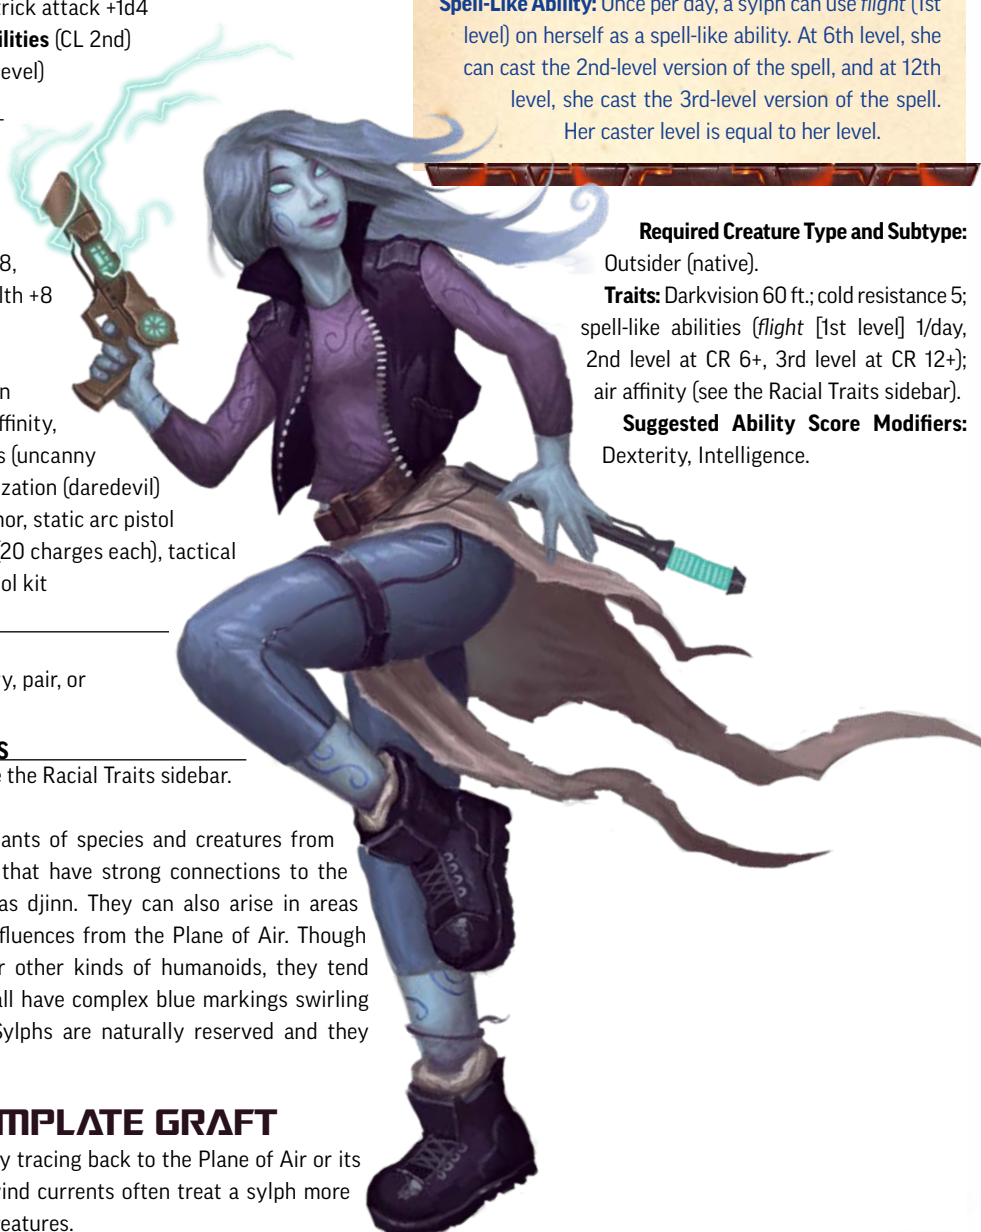 trick attack +1d4
ilities (CL 2nd)
evel)
8,
lth +8
n
ffinity,
s (uncanny
ization (daredevil)
nor, static arc pistol
(20 charges each), tactical
ol kit
y, pair, or
S
e the Racial Traits sidebar.
ants of species and creatures from
that have strong connections to the
as djinn. They can also arise in areas
fluences from the Plane of Air. Though
r other kinds of humanoids, they tend
all have complex blue markings swirling
Sylphs are naturally reserved and they
MPLATE GRAFT
y tracing back to the Plane of Air or its
vind currents often treat a sylph more
reatures.
Spell-Like Ability: Once per day, a sylph can use flight (1st
level) on herself as a spell-like ability. At 6th level, she
can cast the 2nd-level version of the spell, and at 12th
level, she cast the 3rd-level version of the spell.
Her caster level is equal to her level.
Required Creature Type and Subtype:
Outsider (native).
Traits: Darkvision 60 ft.; cold resistance 5;
spell-like abilities (flight [1st level] 1/day,
2nd level at CR 6+, 3rd level at CR 12+);
air affinity (see the Racial Traits sidebar).
Suggested Ability Score Modifiers:
Dexterity, Intelligence.